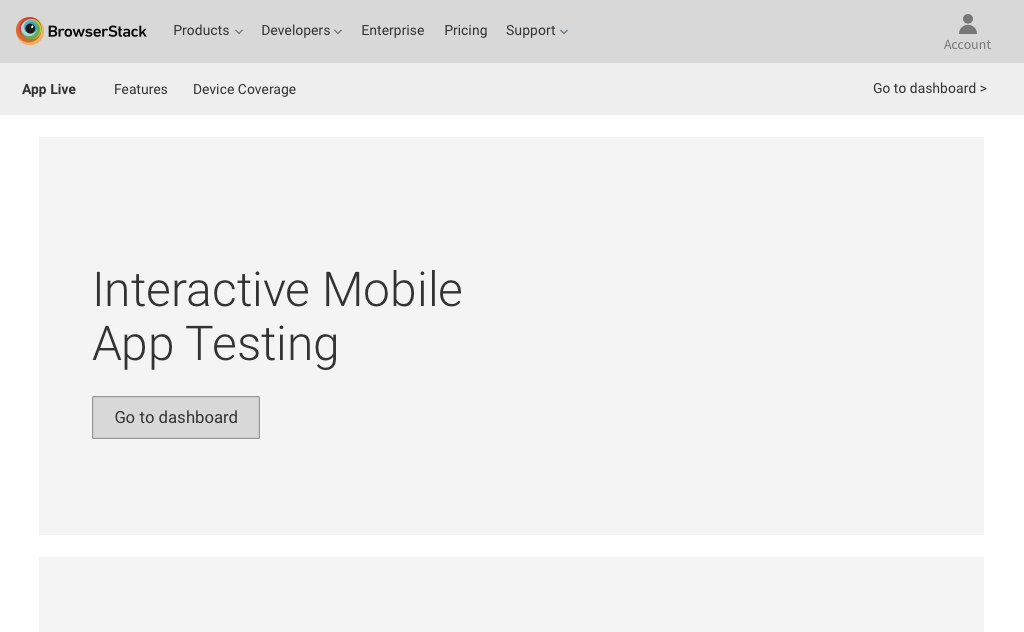 BrowserStack
Products
Developers
Enterprise
Pricing
Support
Account
App Live
Features
Device Coverage
Go to dashboard >
Interactive Mobile
App Testing
Go to dashboard